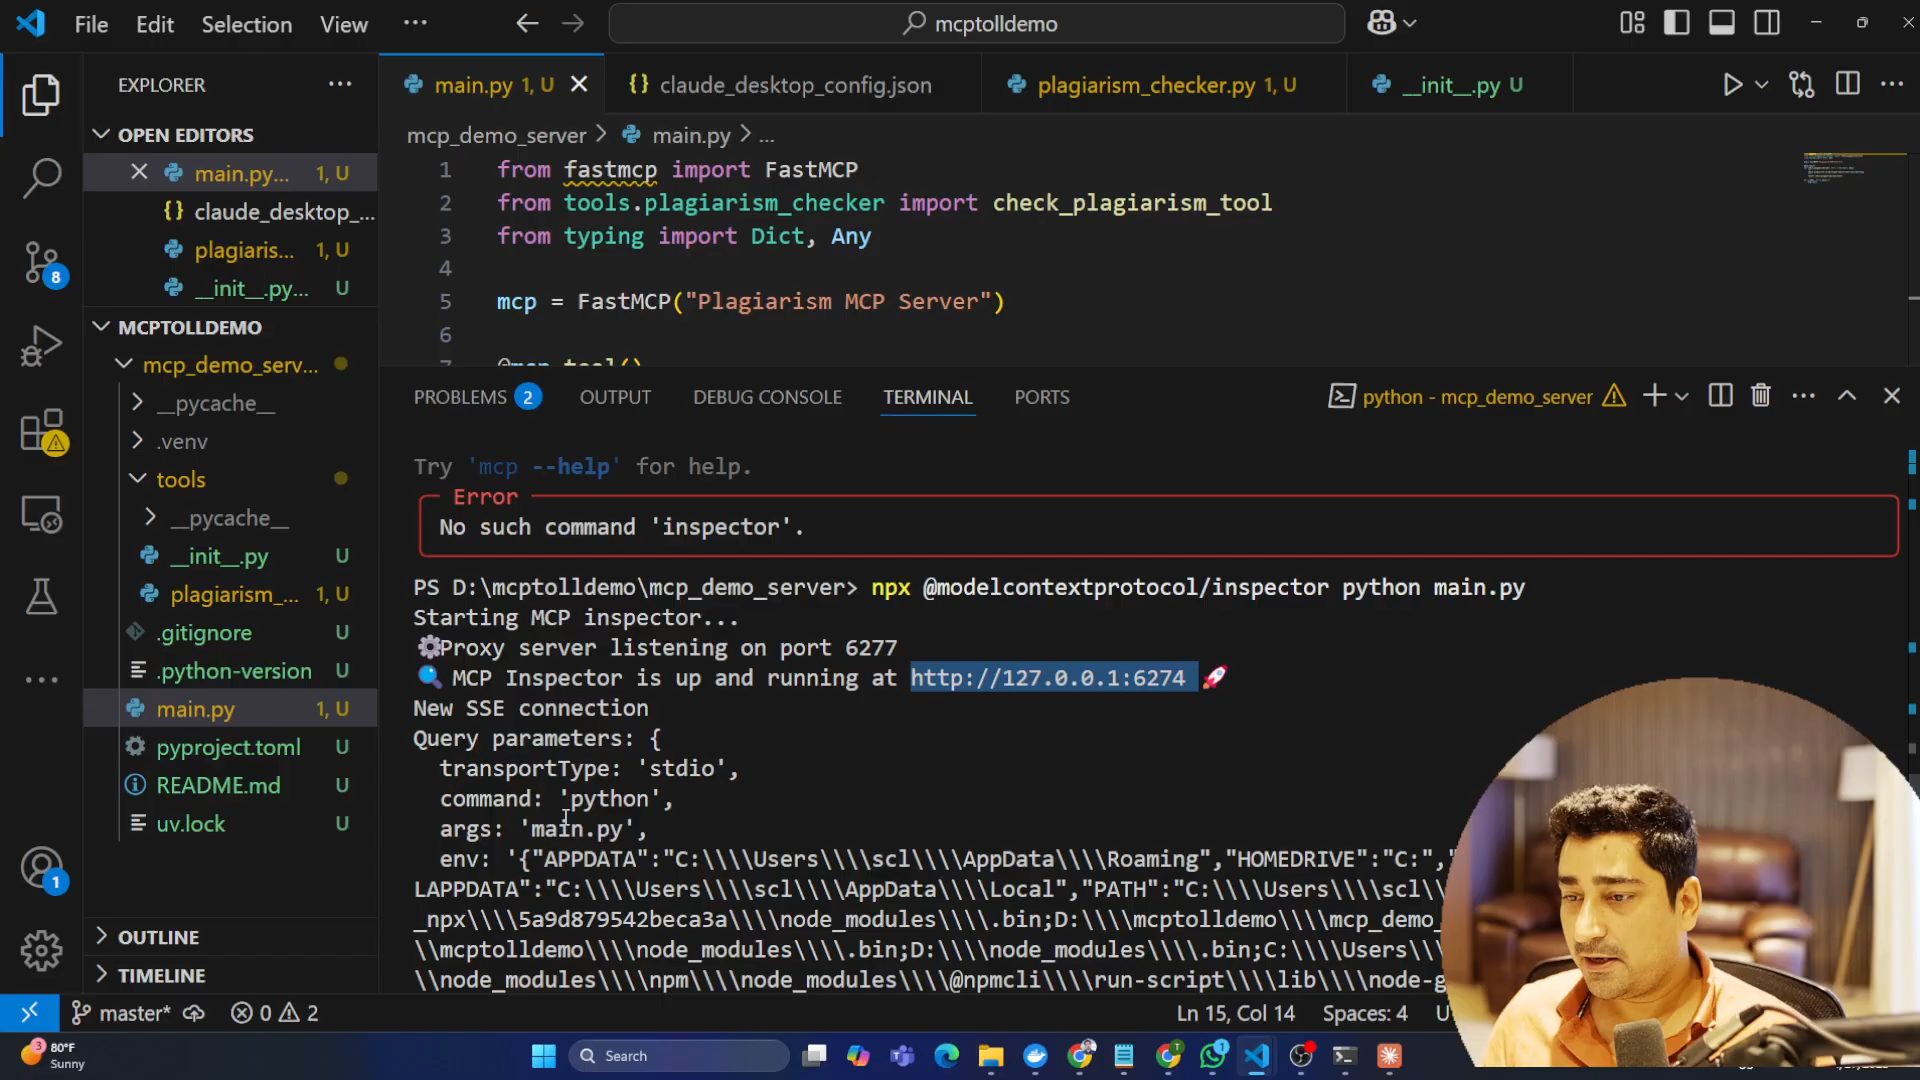 File Edit Selection View ··· mcptolldemo
EXPLORER
OPEN EDITORS
main.py... 1, U
claude_desktop_...
plagiaris... 1, U
__init__.py... U
MCPTOLLDEMO
mcp_demo_serv...
__pycache__
.venv
tools
__pycache__
__init__.py U
plagiarism_... 1, U
.gitignore U
.python-version U
main.py 1, U
pyproject.toml U
README.md U
uv.lock U
OUTLINE
TIMELINE
8
1
main.py 1, U
claude_desktop_config.json
plagiarism_checker.py 1, U
__init__.py U
mcp_demo_server > main.py > ...
1 from fastmcp import FastMCP
2 from tools.plagiarism_checker import check_plagiarism_tool
3 from typing import Dict, Any
4
5 mcp = FastMCP("Plagiarism MCP Server")
6
7 @mcp.tool()
PROBLEMS 2 OUTPUT DEBUG CONSOLE TERMINAL PORTS
python - mcp_demo_server
Try 'mcp --help' for help.
Error
No such command 'inspector'.
PS D:\mcptolldemo\mcp_demo_server> npx @modelcontextprotocol/inspector python main.py
Starting MCP inspector...
⚙Proxy server listening on port 6277
🔍 MCP Inspector is up and running at http://127.0.0.1:6274 🚀
New SSE connection
Query parameters: {
transportType: 'stdio',
command: 'python',
args: 'main.py',
env: '{"APPDATA":"C:\\\\Users\\\\scl\\\\AppData\\\\Roaming","HOMEDRIVE":"C:","
LAPPDATA":"C:\\\\Users\\\\scl\\\\AppData\\\\Local","PATH":"C:\\\\Users\\\\scl\\
_npx\\\\5a9d879542beca3a\\\\node_modules\\\\.bin;D:\\\\mcptolldemo\\\\mcp_demo_
\\mcptolldemo\\\\node_modules\\\\.bin;D:\\\\node_modules\\\\.bin;C:\\\\Users\\
\\node_modules\\\\npm\\\\node_modules\\\\@npmcli\\\\run-script\\\\lib\\\\node-g
master* 0 2
Ln 15, Col 14 Spaces: 4
80°F
Sunny
3
Search
1